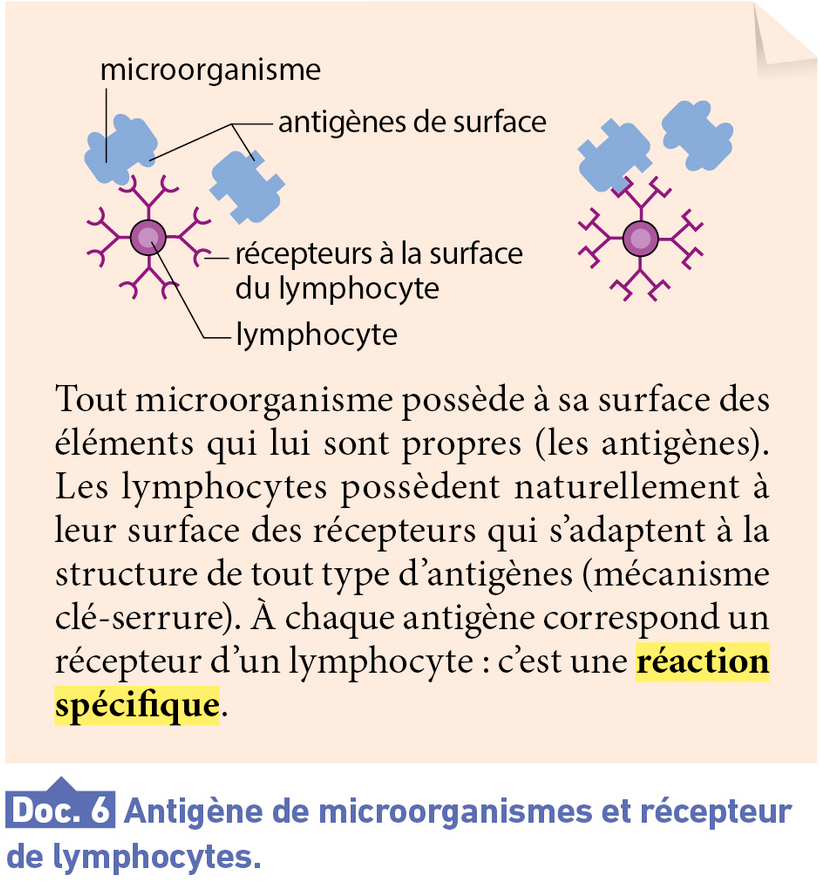 microorganisme
antigènes de surface
récepteurs à la surface
du lymphocyte
lymphocyte
Tout microorganisme possède à sa surface des
éléments qui lui sont propres (les antigènes).
Les lymphocytes possèdent naturellement à
leur surface des récepteurs qui s’adaptent à la
structure de tout type d’antigènes (mécanisme
clé-serrure). À chaque antigène correspond un
récepteur d’un lymphocyte : c’est une réaction
spécifique.
Doc. 6 Antigène de microorganismes et récepteur
de lymphocytes.